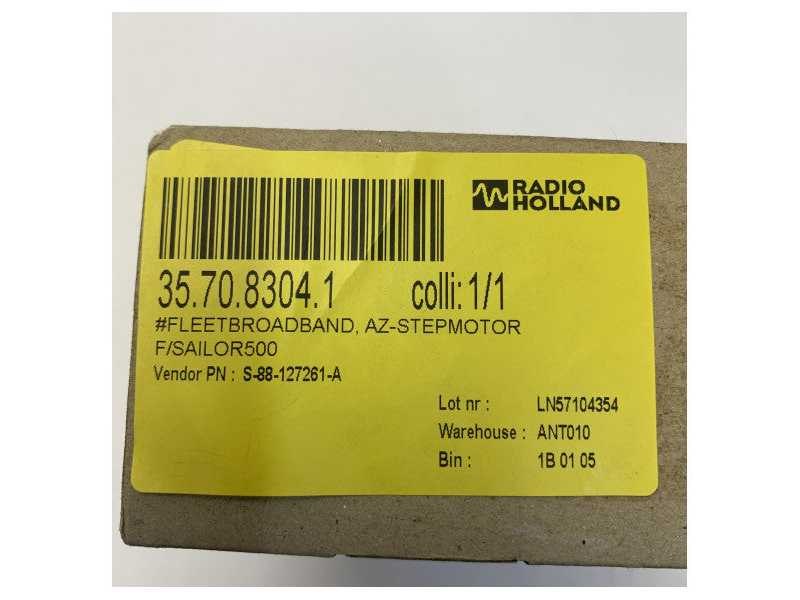 RADIO
HOLLAND
35.70.8304.1 colli: 1/1
#FLEETBROADBAND, AZ-STEPMOTOR
F/SAILOR500
Vendor PN : S-88-127261-A
Lot nr : LN57104354
Warehouse : ANT010
Bin : 1B 01 05